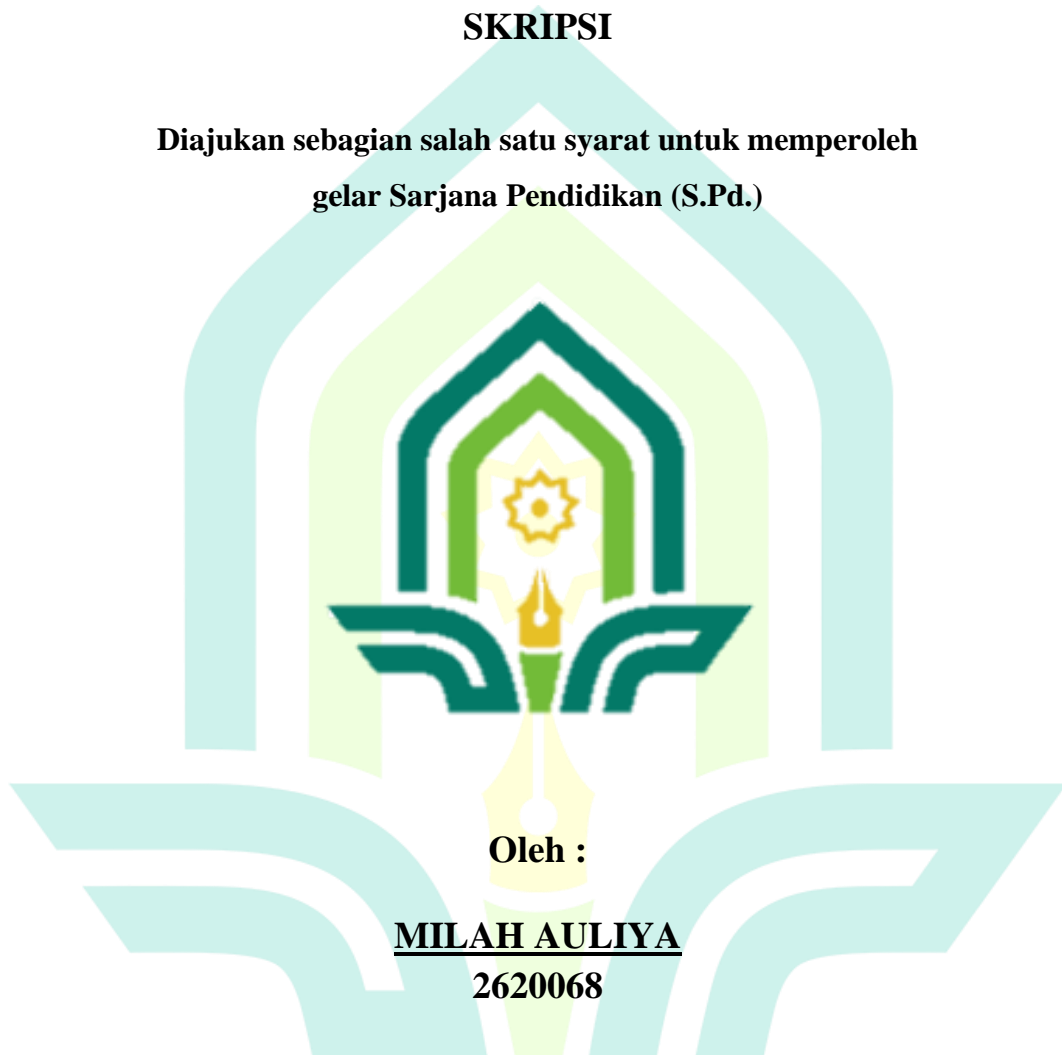 SKRIPSI
Diajukan sebagian salah satu syarat untuk memperoleh
gelar Sarjana Pendidikan (S.Pd.)
Oleh :
MILAH AULIYA
2620068